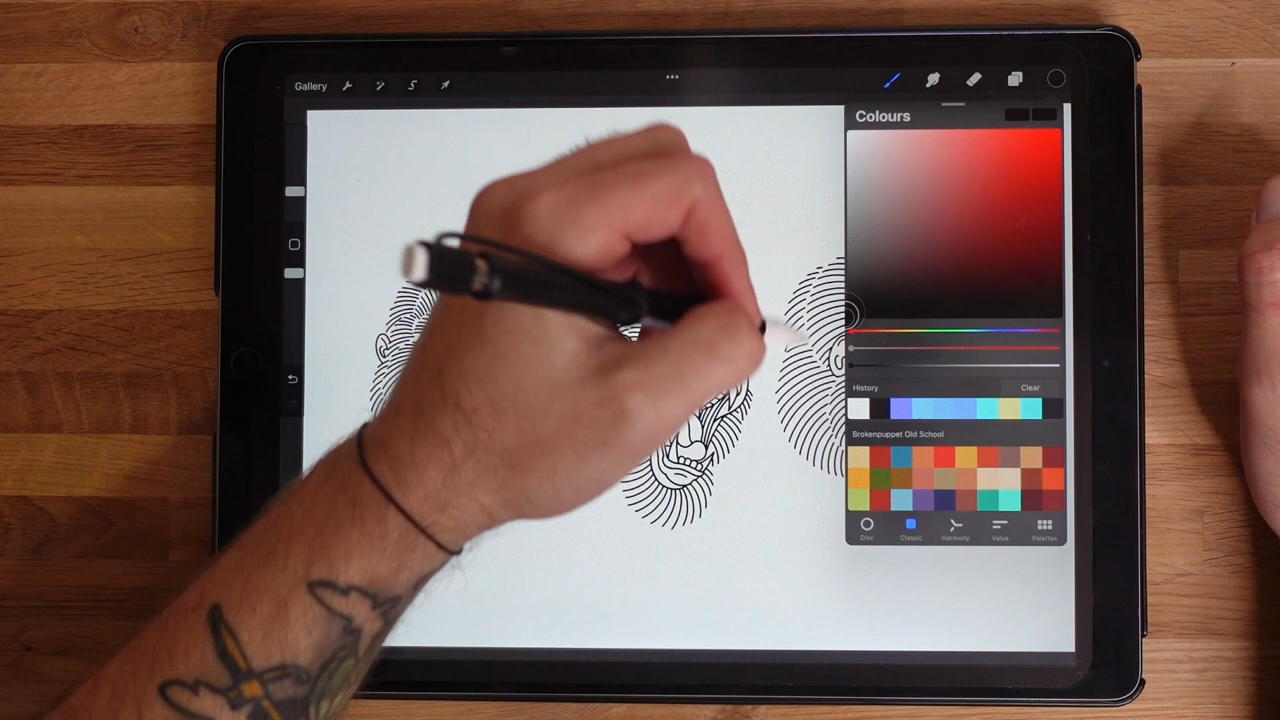 Gallery
Colours
History Clear
Brokenpuppet Old School
Disc Classic Harmony Value Palettes